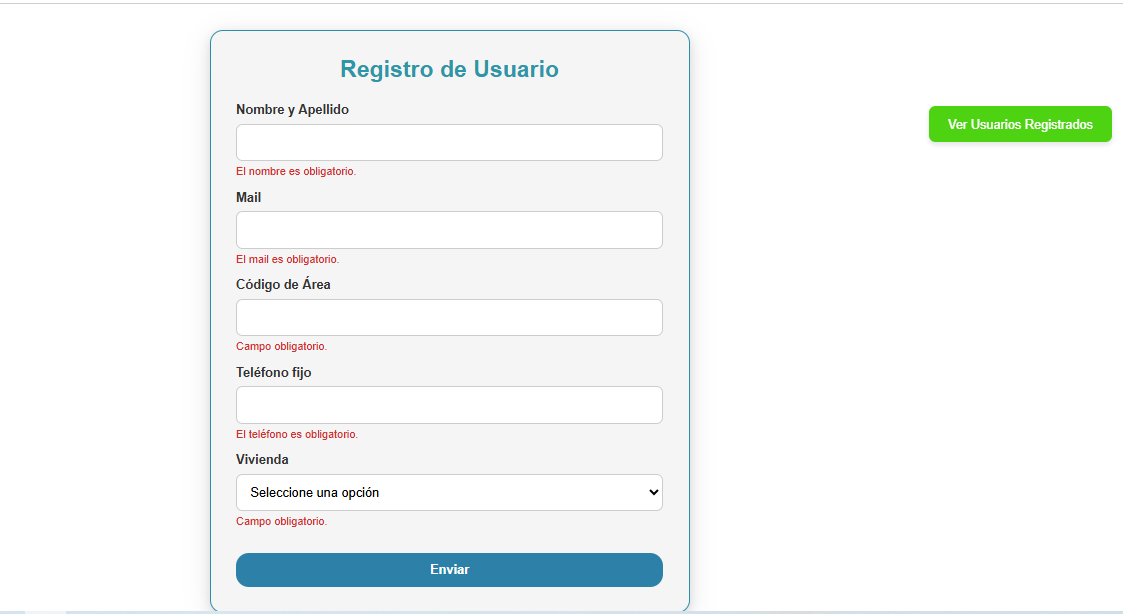 Registro de Usuario
Nombre y Apellido
El nombre es obligatorio.
Mail
El mail es obligatorio.
Código de Área
Campo obligatorio.
Teléfono fijo
El teléfono es obligatorio.
Vivienda
Seleccione una opción
Campo obligatorio.
Enviar
Ver Usuarios Registrados